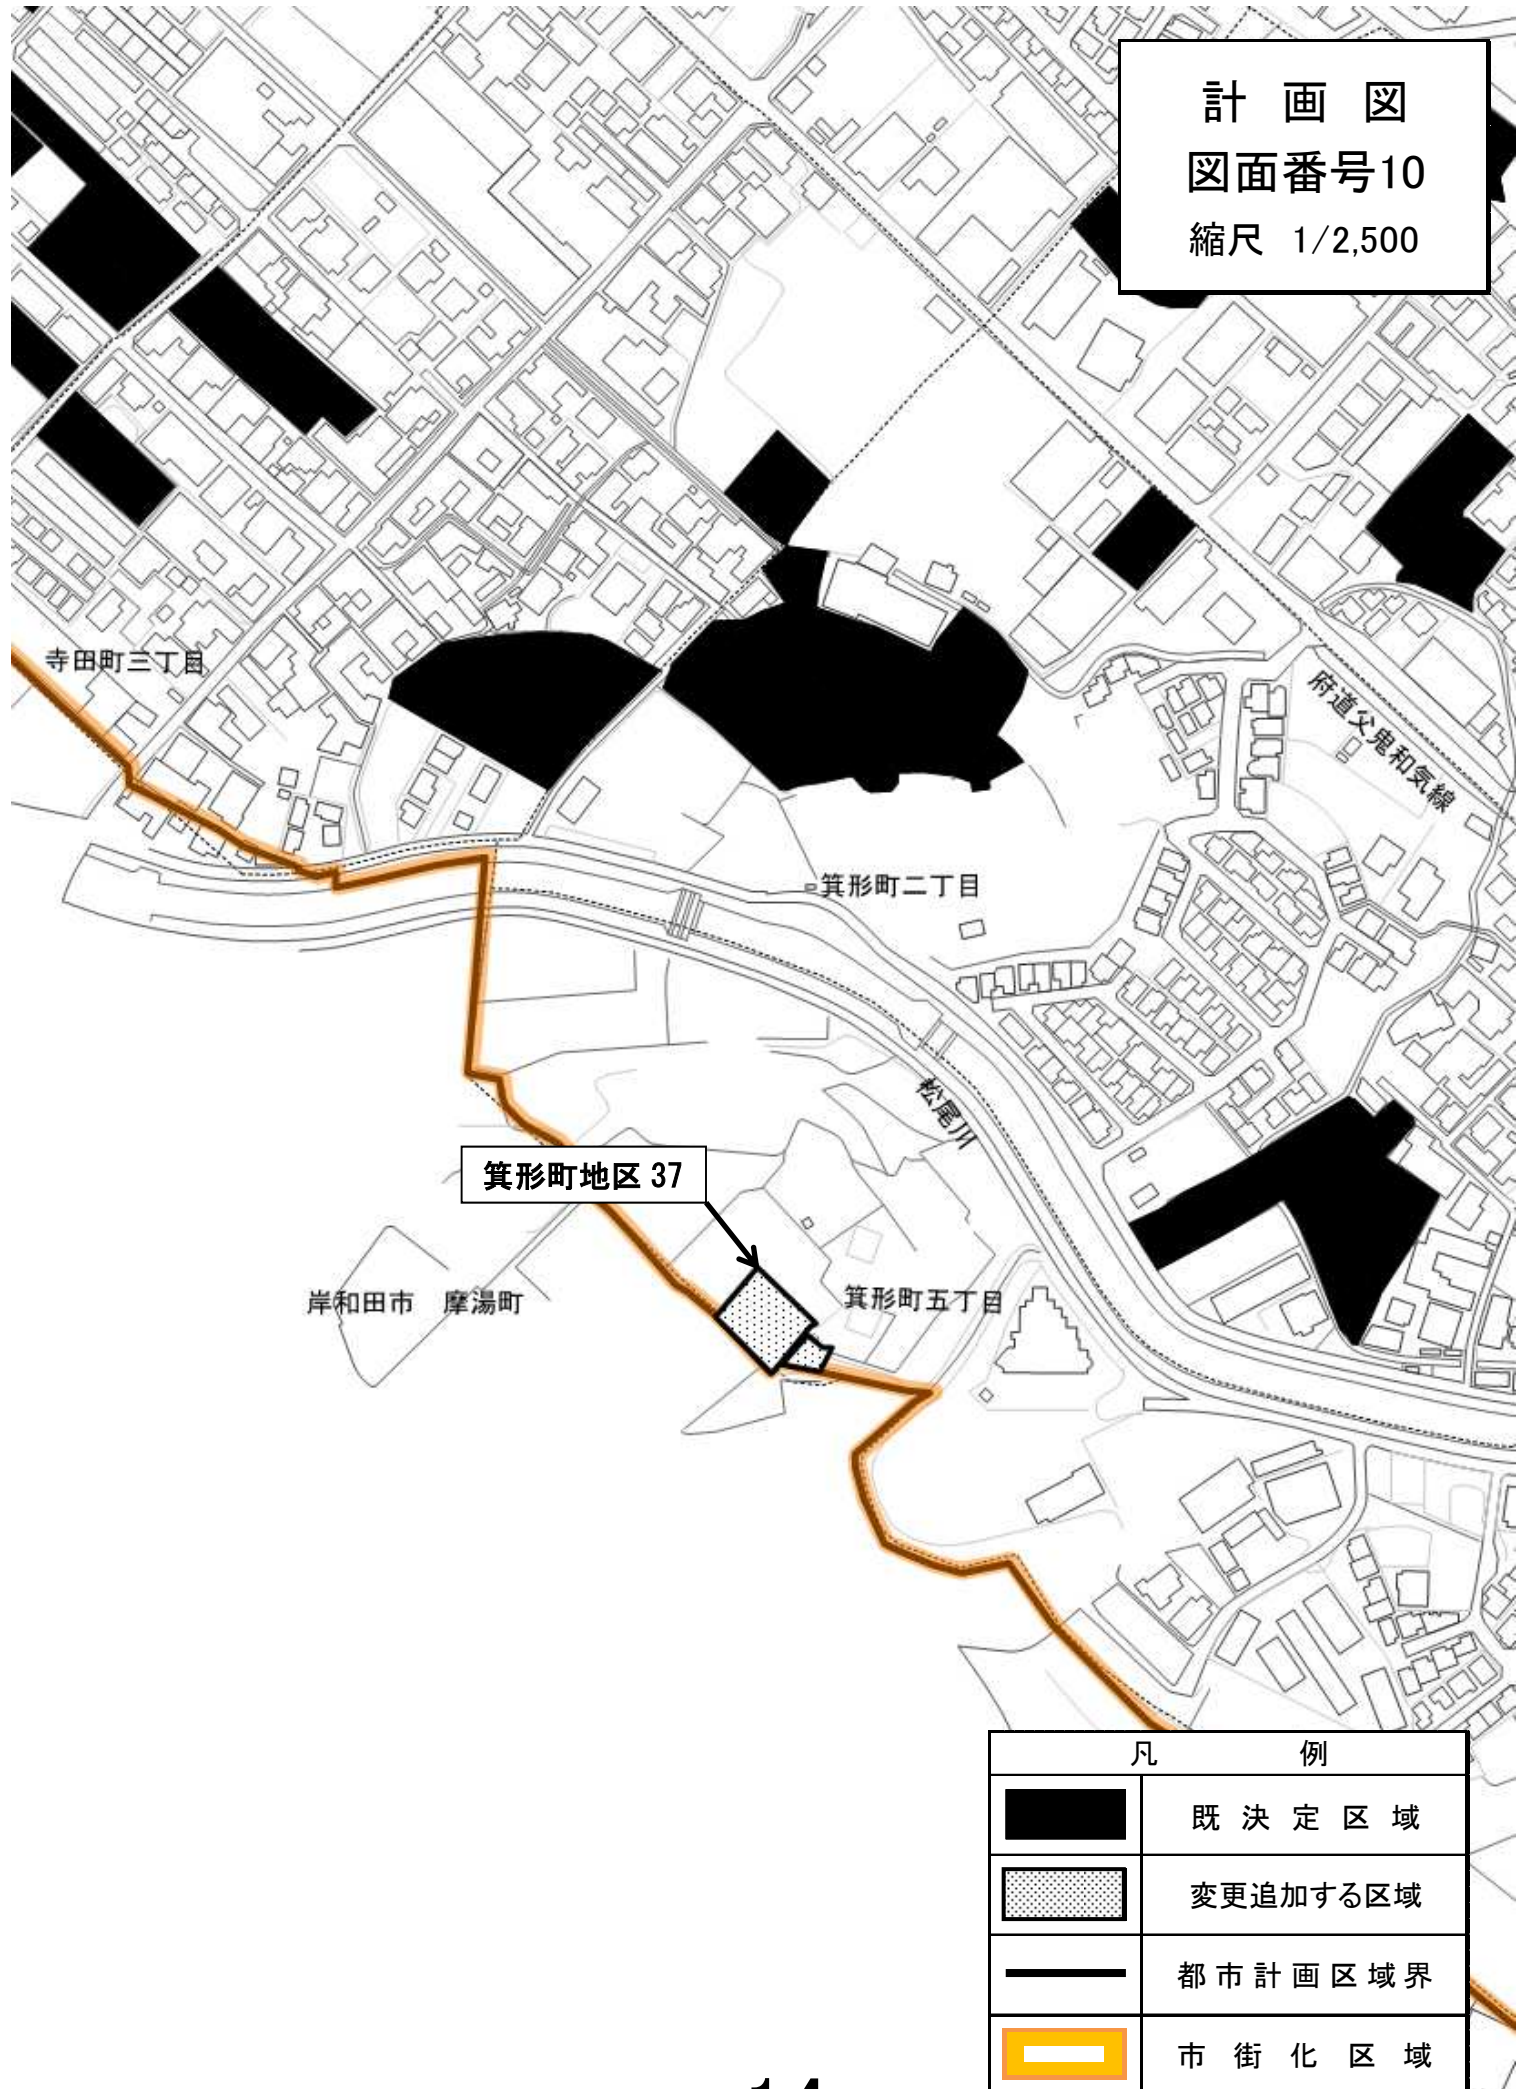 計画図
図面番号10
縮尺 1/2,500
寺田町三丁目
府道父鬼和気線
箕形町二丁目
松尾川
箕形町地区 37
岸和田市 摩湯町
箕形町五丁目
凡例
既決定区域
変更追加する区域
都市計画区域界
市街化区域
14